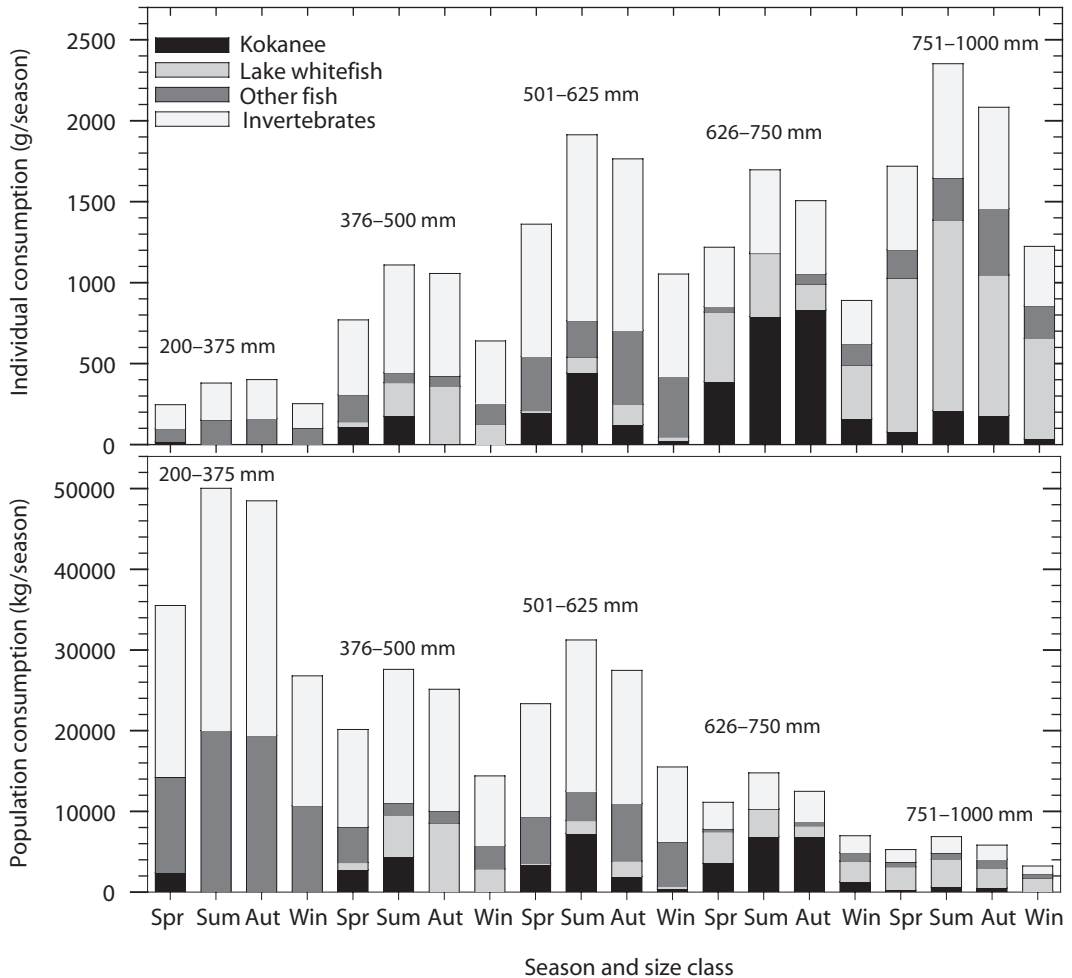 Individual consumption (g/season)
2500
2000
1500
1000
500
0
Kokanee
Lake whitefish
Other fish
Invertebrates
200–375 mm
376–500 mm
501–625 mm
626–750 mm
751–1000 mm
Population consumption (kg/season)
50000
40000
30000
20000
10000
0
200–375 mm
376–500 mm
501–625 mm
626–750 mm
751–1000 mm
Spr Sum Aut Win Spr Sum Aut Win Spr Sum Aut Win Spr Sum Aut Win Spr Sum Aut Win
Season and size class